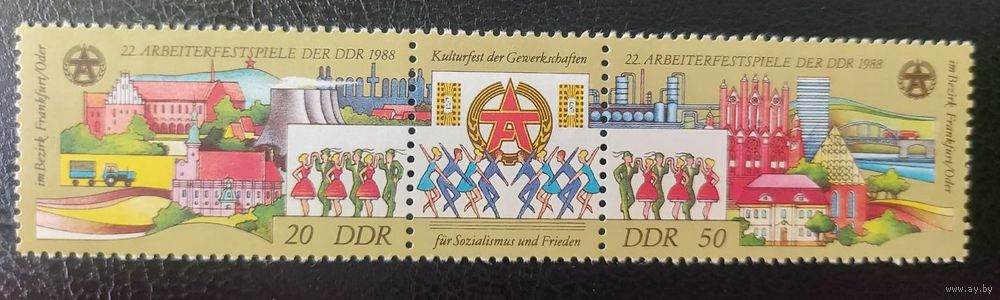 22. ARBEITERFESTSPIELE DER DDR 1988
im Bezirk Frankfurt/Oder
20 DDR
Kulturfest der Gewerkschaften
für Sozialismus und Frieden
22. ARBEITERFESTSPIELE DER DDR 1988
im Bezirk Frankfurt/Oder
DDR 50
www.ay.by